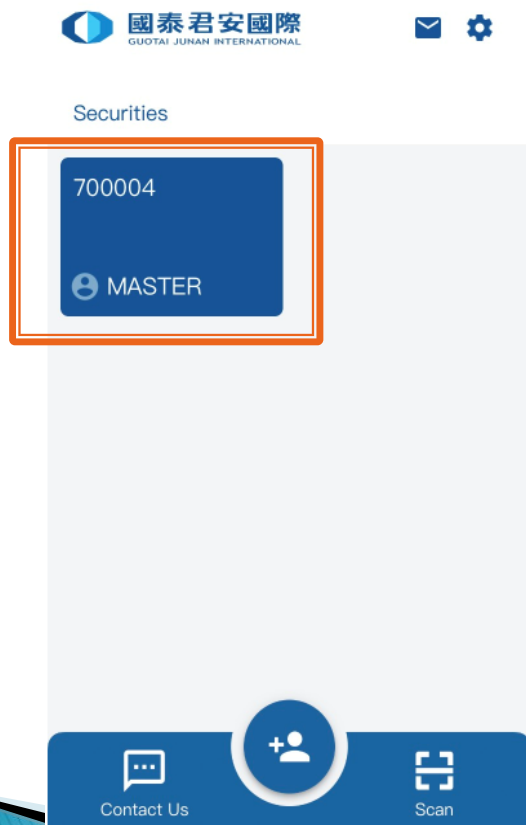 國泰君安國際
GUOTAI JUNAN INTERNATIONAL
Securities
700004
MASTER
Contact Us
Scan